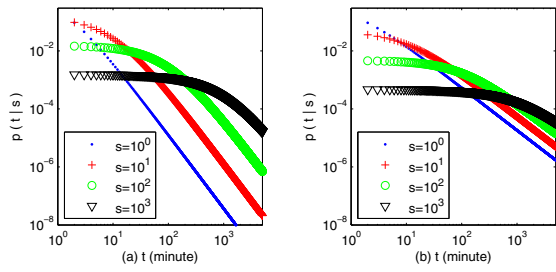 10^-2
10^-4
10^-6
10^-8
p ( t | s )
s=10^0
s=10^1
s=10^2
s=10^3
10^0
10^1
10^2
10^3
(a) t (minute)
10^-2
10^-4
10^-6
10^-8
p ( t | s )
s=10^0
s=10^1
s=10^2
s=10^3
10^0
10^1
10^2
10^3
(b) t (minute)